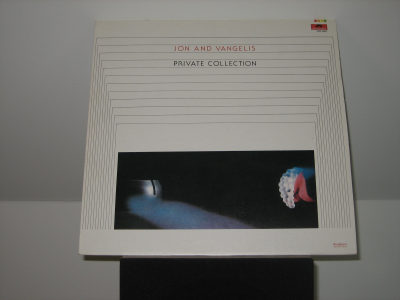 JON AND VANGELIS
PRIVATE COLLECTION